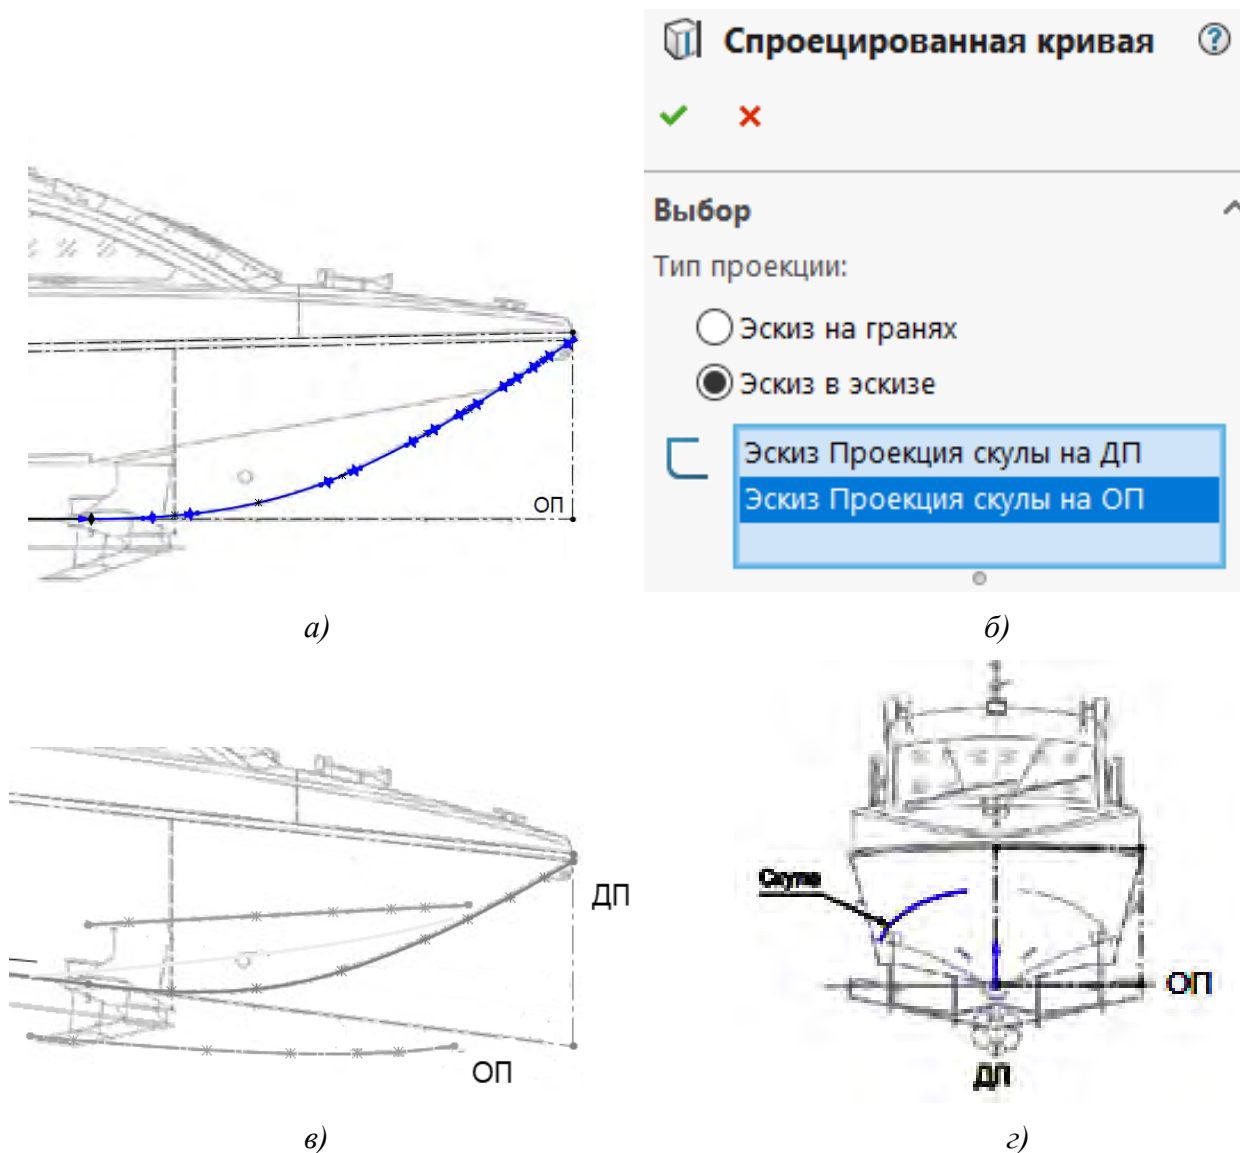 Спроецированная кривая
Выбор
Тип проекции:
Эскиз на гранях
Эскиз в эскизе
Эскиз Проекция скулы на ДП
Эскиз Проекция скулы на ОП
ОП
а)
б)
ДП
ОП
Скула
ОП
ДП
в)
г)